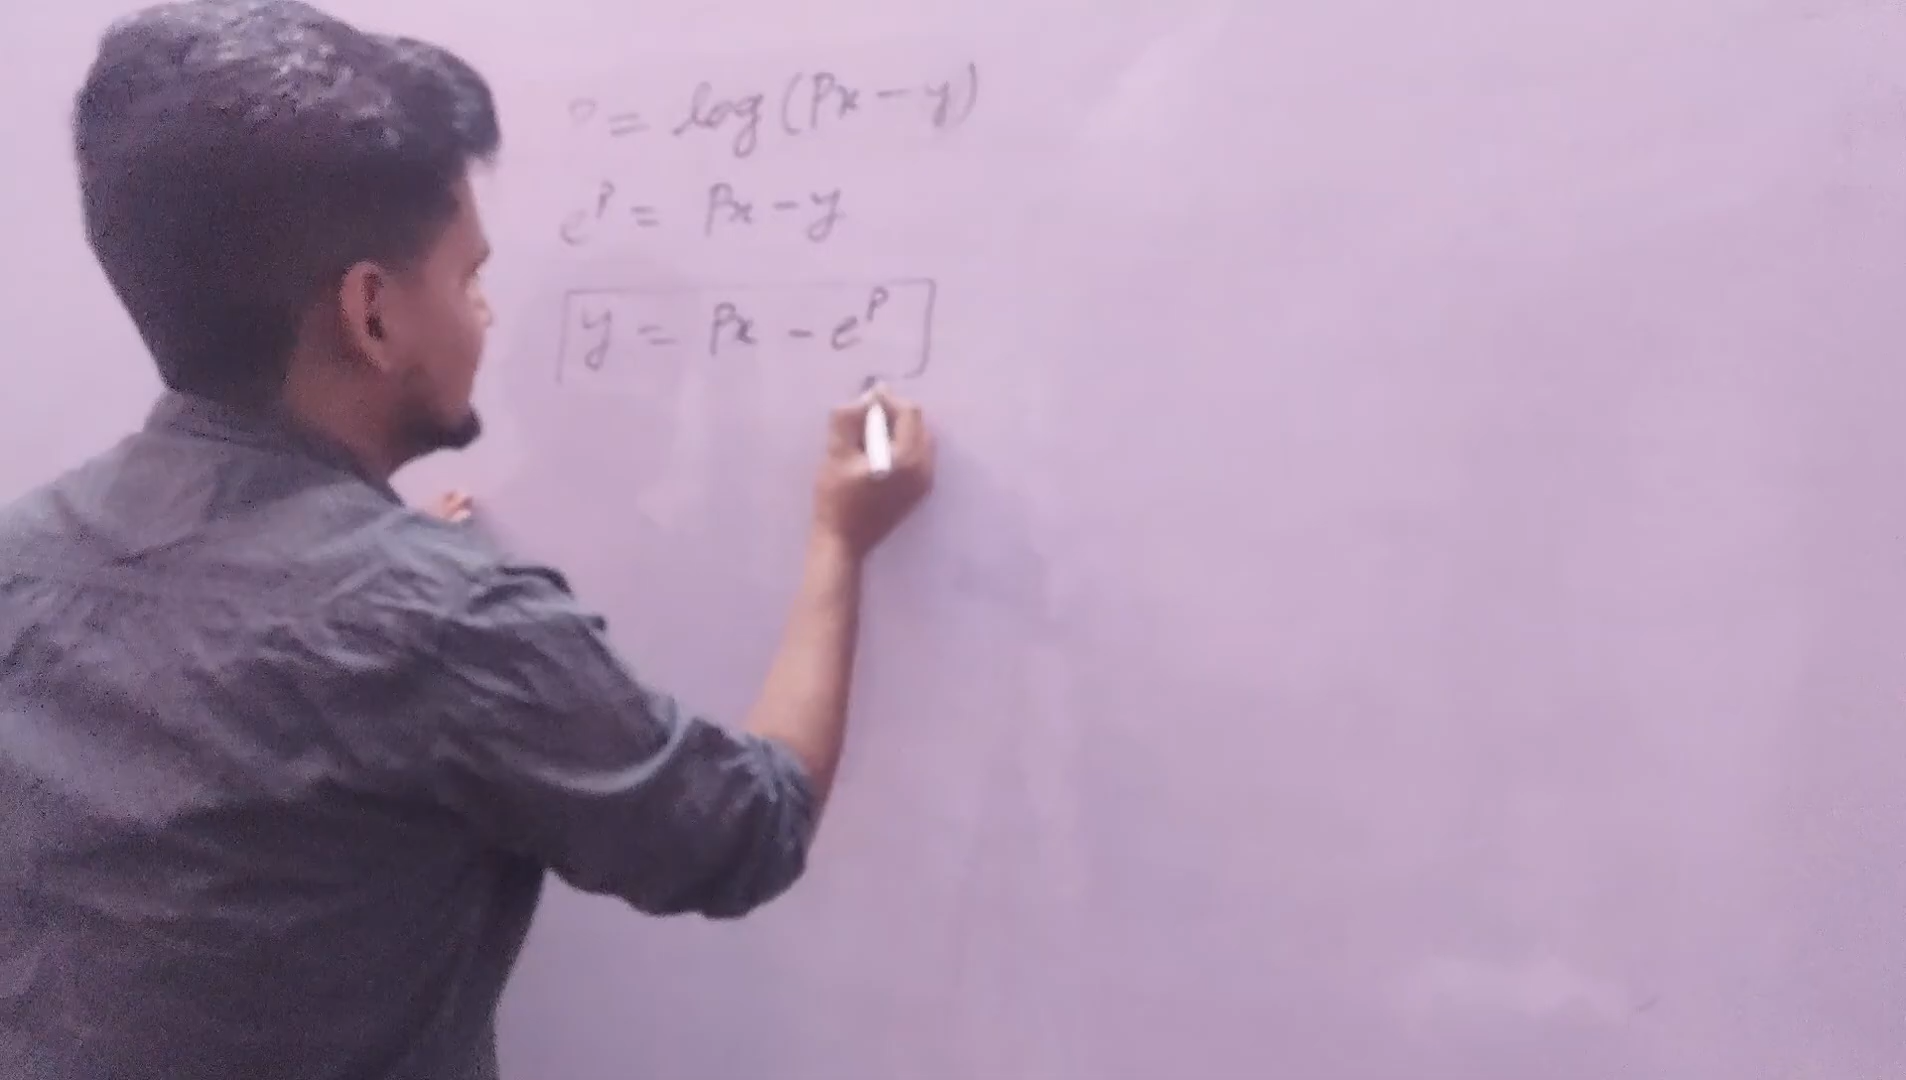 P = log (Px - y)
e^P = Px - y
y = Px - e^P